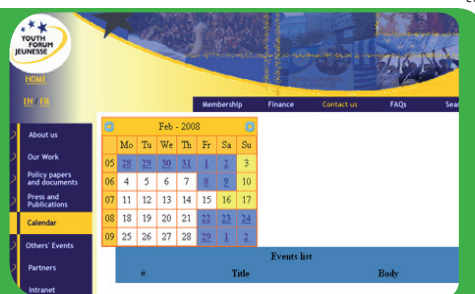 YOUTH
FORUM
JEUNESSE
HOME
EN / FR
Membership Finance Contact us FAQs
About us
Our Work
Policy papers
and documents
Press and
Publications
Calendar
Others' Events
Partners
Intranet
Feb - 2008
Mo Tu We Th Fr Sa Su
05 28 29 30 31 1 2 3
06 4 5 6 7 8 9 10
07 11 12 13 14 15 16 17
08 18 19 20 21 22 23 24
09 25 26 27 28 29 1 2
Events list
# Title Body